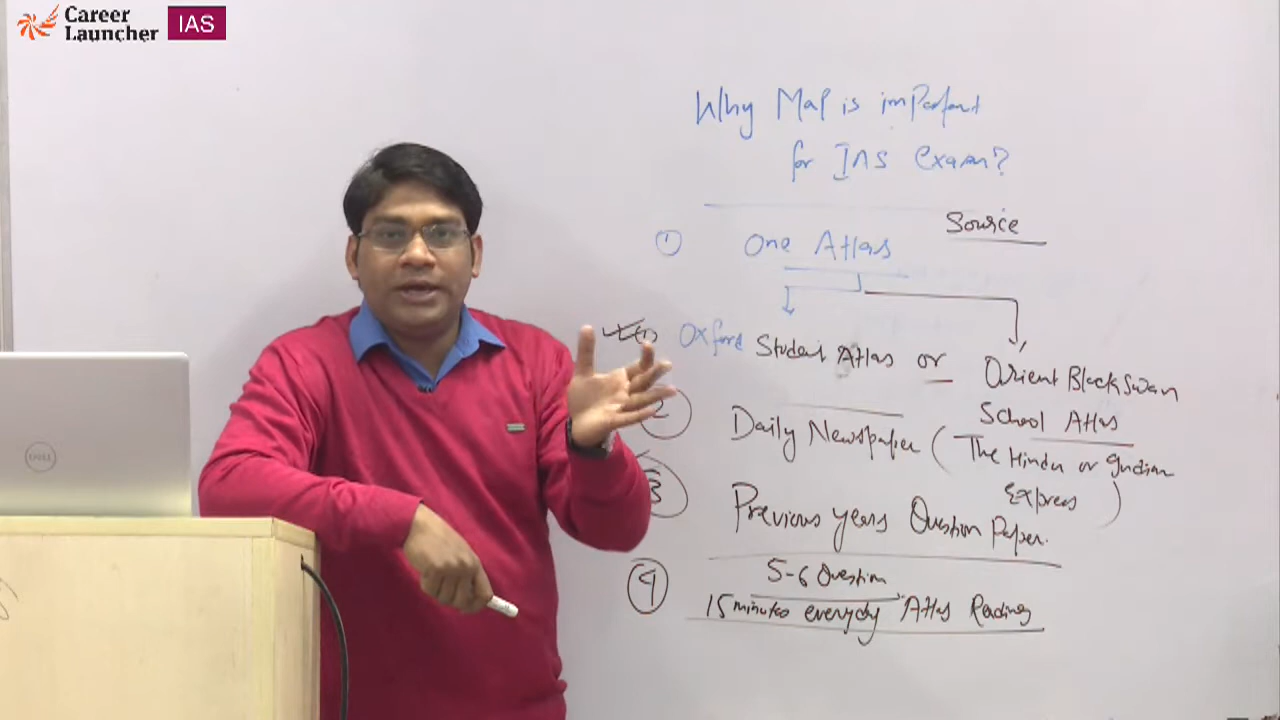 Career
Launcher
IAS
Why Map is important
for IAS Exam?
Source
① One Atlas
(1) Oxford Student Atlas or Orient BlackSwan
School Atlas
② Daily Newspaper (The Hindu or Indian
Express)
③ Previous years Question Paper.
5-6 Question
④ 15 minutes everyday Atlas Reading
DELL